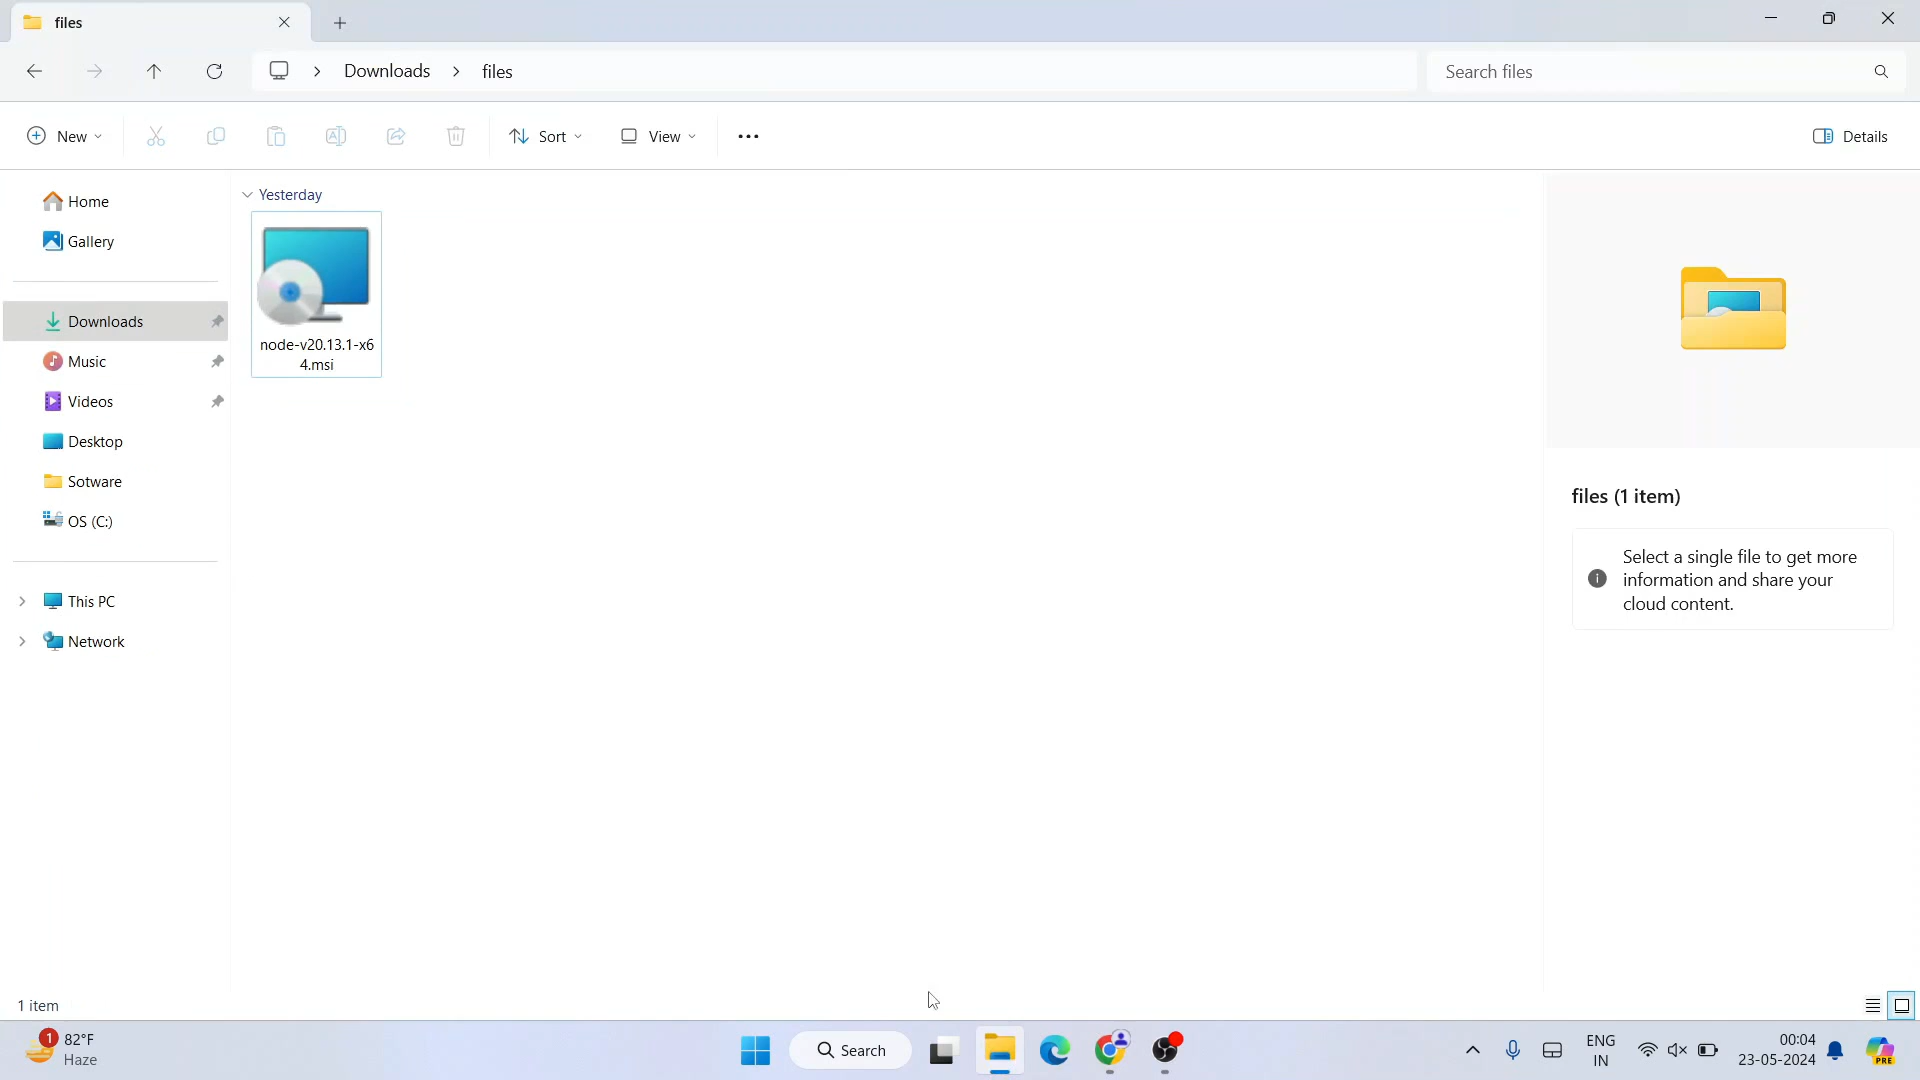 files
Downloads
files
Search files
New
Sort
View
Details
Home
Gallery
Downloads
Music
Videos
Desktop
Sotware
OS (C:)
This PC
Network
Yesterday
node-v20.13.1-x6
4.msi
files (1 item)
Select a single file to get more
information and share your
cloud content.
1 item
1
82°F
Haze
Search
ENG
IN
00:04
23-05-2024
PRE